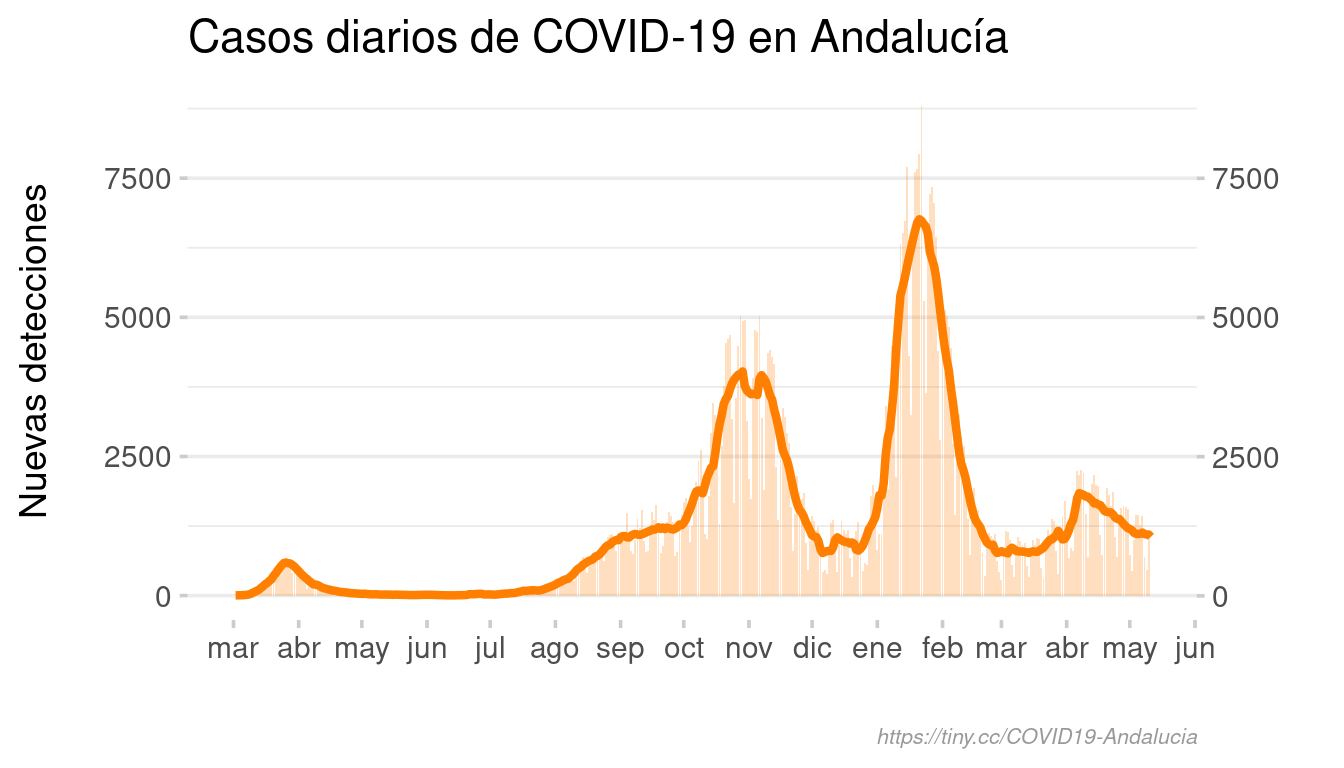 Casos diarios de COVID-19 en Andalucía
Nuevas detecciones
7500 7500
5000 5000
2500 2500
0 0
mar abr may jun jul ago sep oct nov dic ene feb mar abr may jun
https://tiny.cc/COVID19-Andalucia